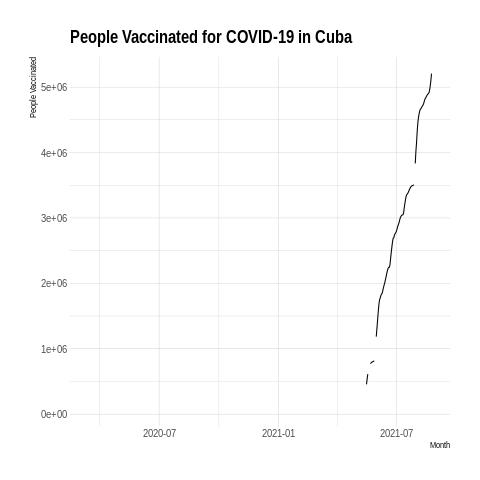 People Vaccinated for COVID-19 in Cuba
People Vaccinated
5e+06
4e+06
3e+06
2e+06
1e+06
0e+00
2020-07 2021-01 2021-07
Month